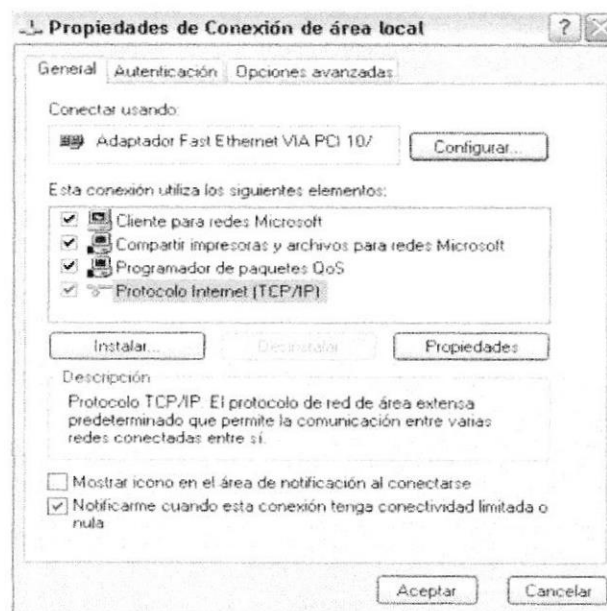 Propiedades de Conexión de área local
General Autenticación Opciones avanzadas
Conectar usando:
Adaptador Fast Ethernet VIA PCI 10/
Configurar...
Esta conexión utiliza los siguientes elementos:
Cliente para redes Microsoft
Compartir impresoras y archivos para redes Microsoft
Programador de paquetes QoS
Protocolo Internet (TCP/IP)
Instalar... Desinstalar Propiedades
Descripción
Protocolo TCP/IP. El protocolo de red de área extensa
predeterminado que permite la comunicación entre varias
redes conectadas entre sí.
Mostrar icono en el área de notificación al conectarse
Notificarme cuando esta conexión tenga conectividad limitada o
nula
Aceptar Cancelar